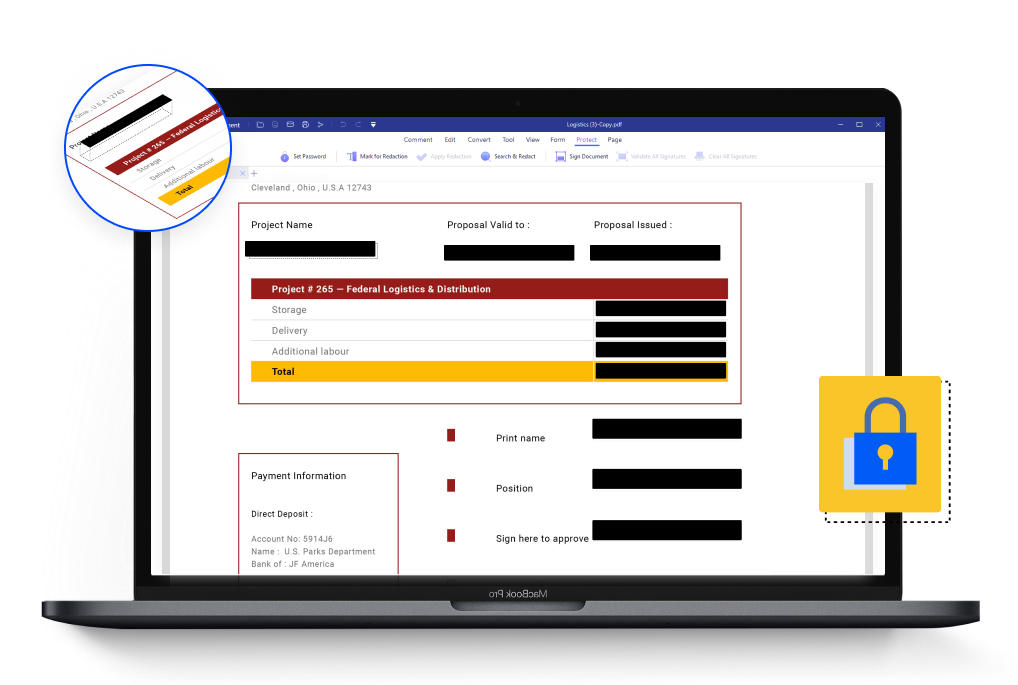 Ohio , U.S.A 12743
Project # 265 — Federal Logistics
Storage
Delivery
Additional labour
Total
Logistics (3)-Copy.pdf
Comment Edit Convert Tool View Form Protect Page
Set Password Mark for Redaction Apply Redaction Search & Redact Sign Document Validate All Signatures Clear All Signatures
Cleveland , Ohio , U.S.A 12743
Project Name Proposal Valid to : Proposal Issued :
Project # 265 — Federal Logistics & Distribution
Storage
Delivery
Additional labour
Total
Print name
Position
Sign here to approve
Payment Information
Direct Deposit :
Account No: 5914J6
Name : U.S. Parks Department
Bank of : JF America
MacBook Pro